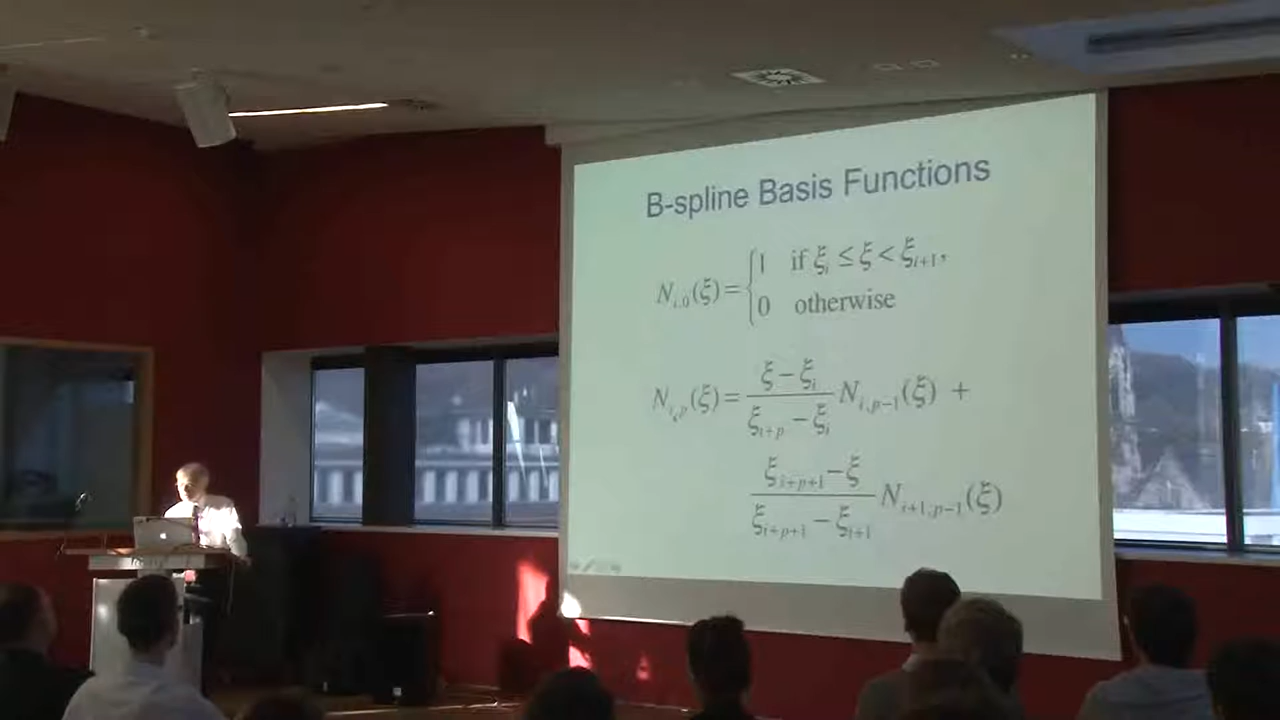 B-spline Basis Functions
N_{i,0}(ξ) = { 1 if ξ_i ≤ ξ < ξ_{i+1},
0 otherwise
N_{i,p}(ξ) = (ξ − ξ_i)/(ξ_{i+p} − ξ_i) N_{i,p−1}(ξ) +
(ξ_{i+p+1} − ξ)/(ξ_{i+p+1} − ξ_{i+1}) N_{i+1,p−1}(ξ)